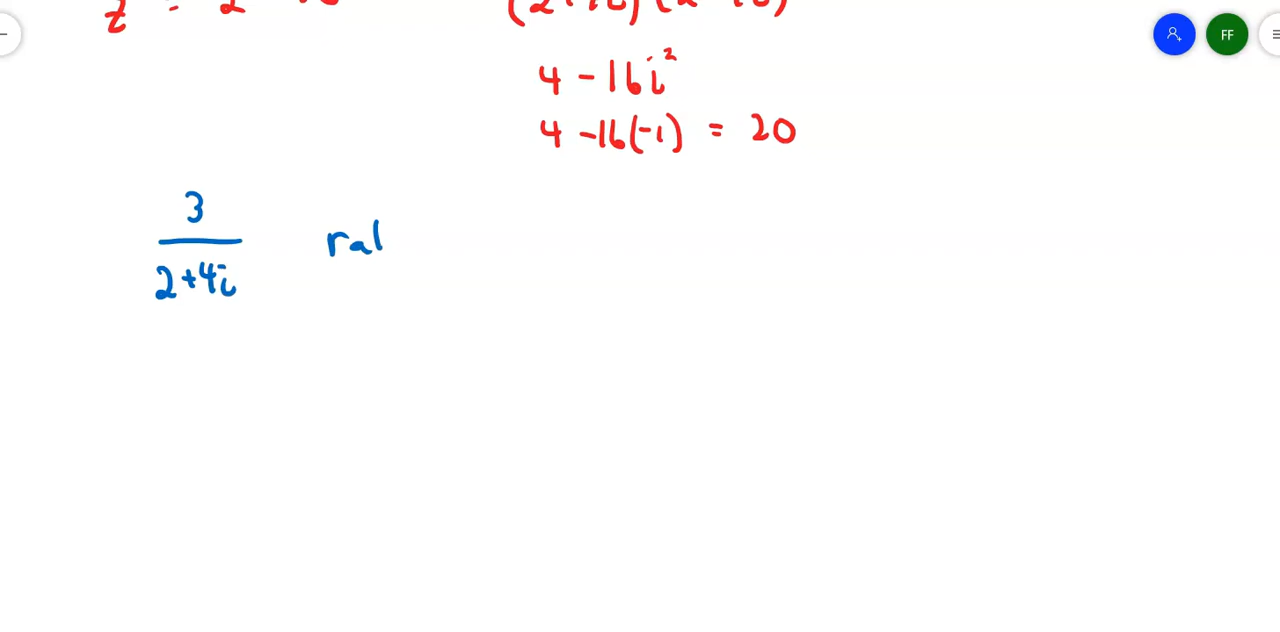 4 - 16i²
4 - 16(-1) = 20
3
2+4i
ral
FF